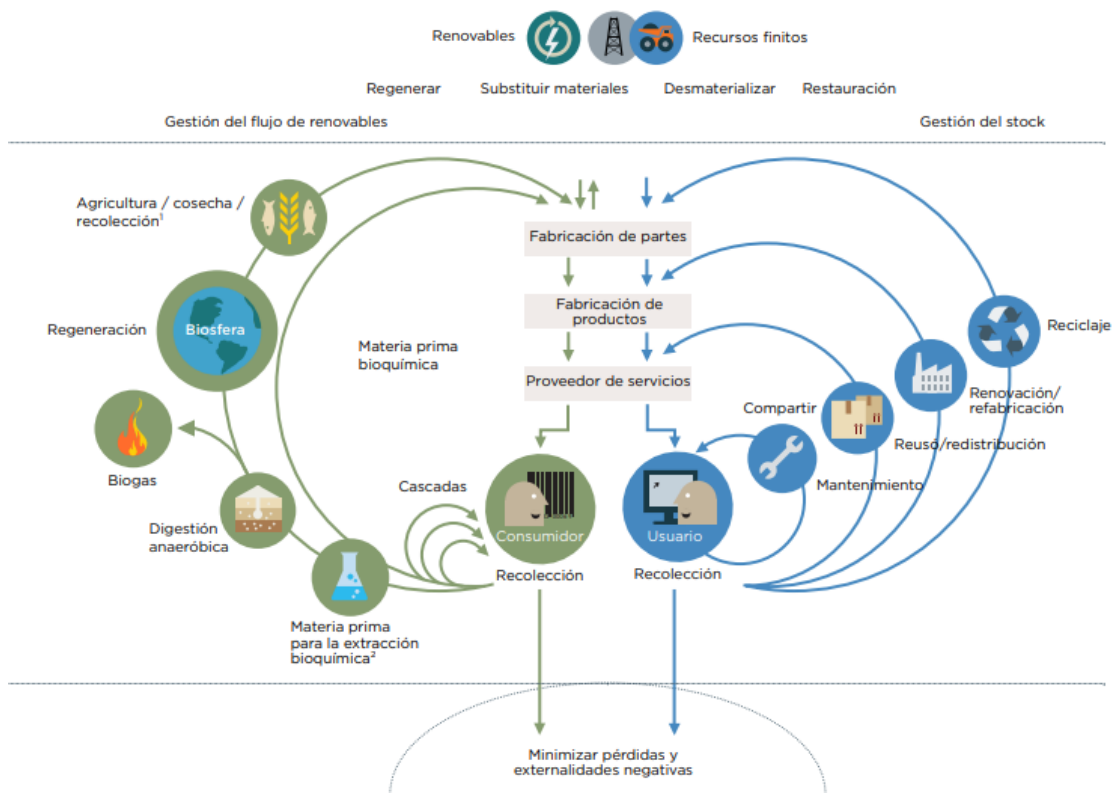 Renovables
Recursos finitos
Regenerar
Substituir materiales
Desmaterializar
Restauración
Gestión del flujo de renovables
Gestión del stock
Agricultura / cosecha /
recolección¹
Regeneración
Biosfera
Biogas
Digestión
anaeróbica
Materia prima
para la extracción
bioquímica²
Materia prima
bioquímica
Cascadas
Fabricación de partes
Fabricación de
productos
Proveedor de servicios
Consumidor
Recolección
Usuario
Recolección
Compartir
Mantenimiento
Reusó/redistribución
Renovación/
refabricación
Reciclaje
Minimizar pérdidas y
externalidades negativas